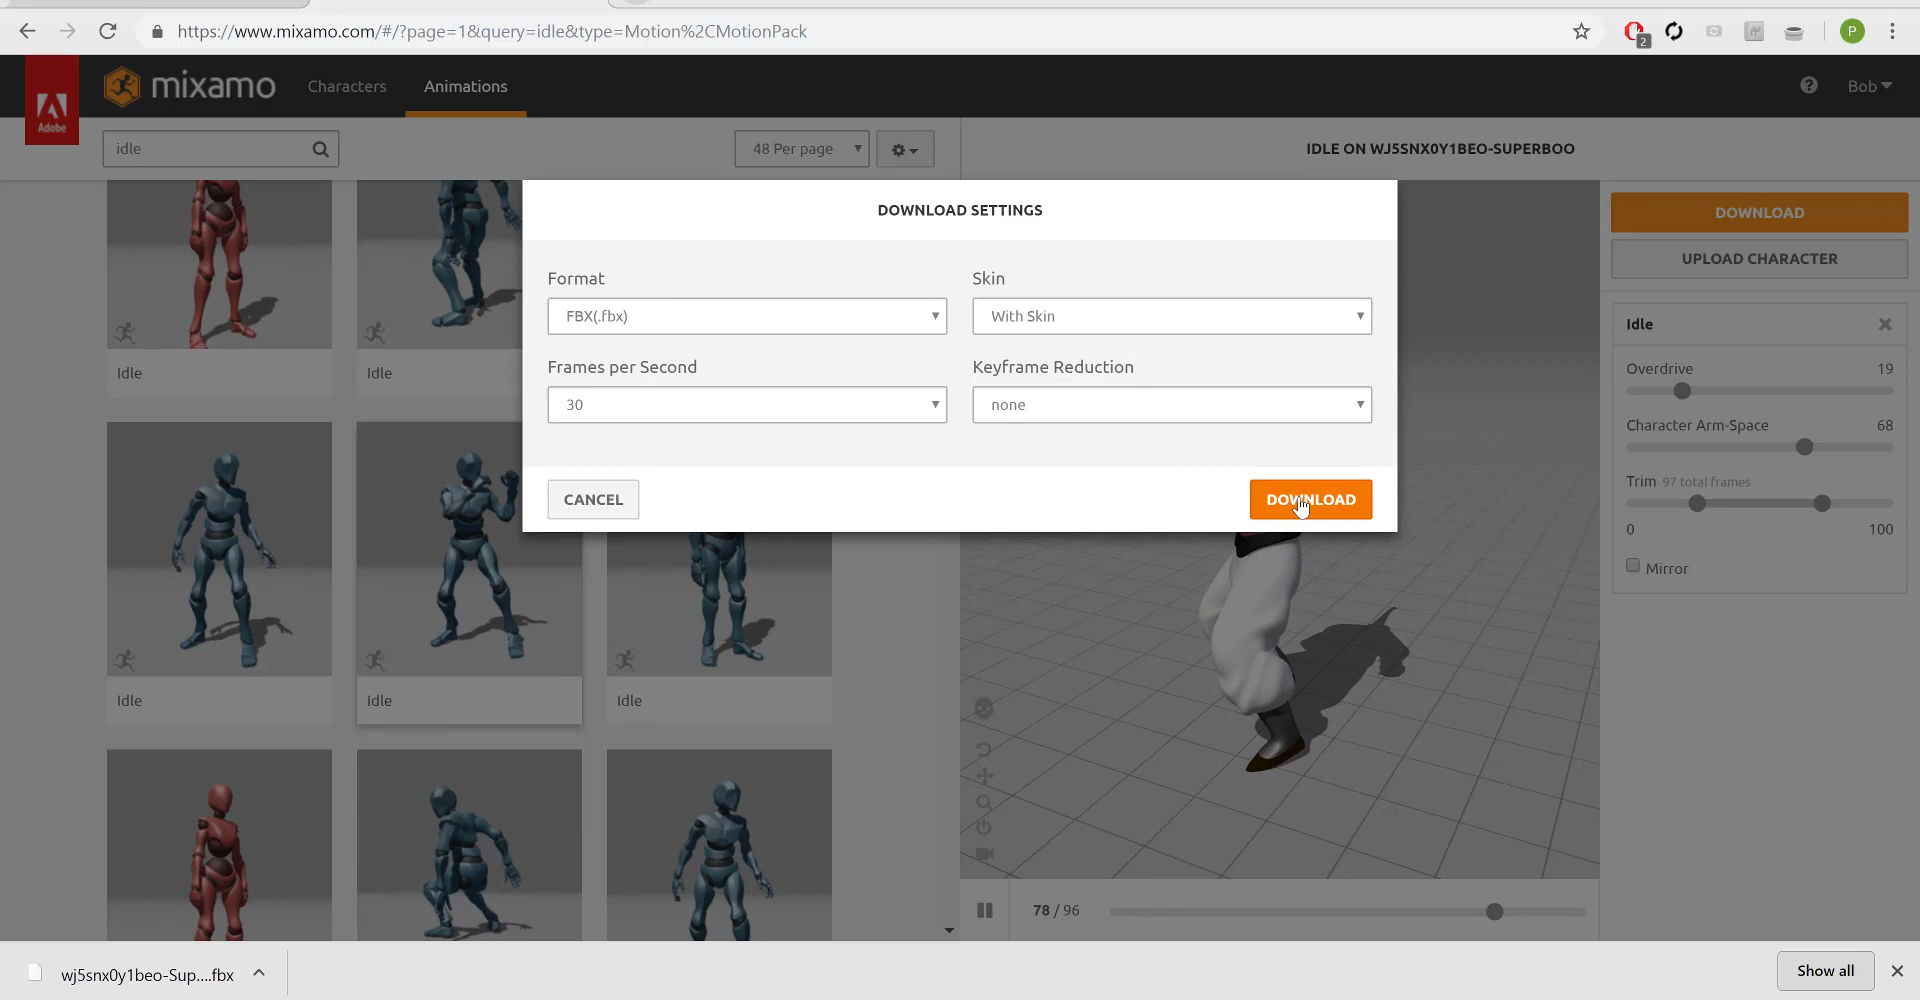 https://www.mixamo.com/#/?page=1&query=idle&type=Motion%2CMotionPack
2
P
Adobe
mixamo
Characters
Animations
Bob
idle
48 Per page
IDLE ON WJ5SNX0Y1BEO-SUPERBOO
DOWNLOAD SETTINGS
Format
Skin
FBX(.fbx)
With Skin
Frames per Second
Keyframe Reduction
30
none
CANCEL
DOWNLOAD
DOWNLOAD
UPLOAD CHARACTER
Idle
Overdrive 19
Character Arm-Space 68
Trim 97 total frames
0 100
Mirror
Idle
Idle
Idle
Idle
Idle
78 / 96
wj5snx0y1beo-Sup....fbx
Show all